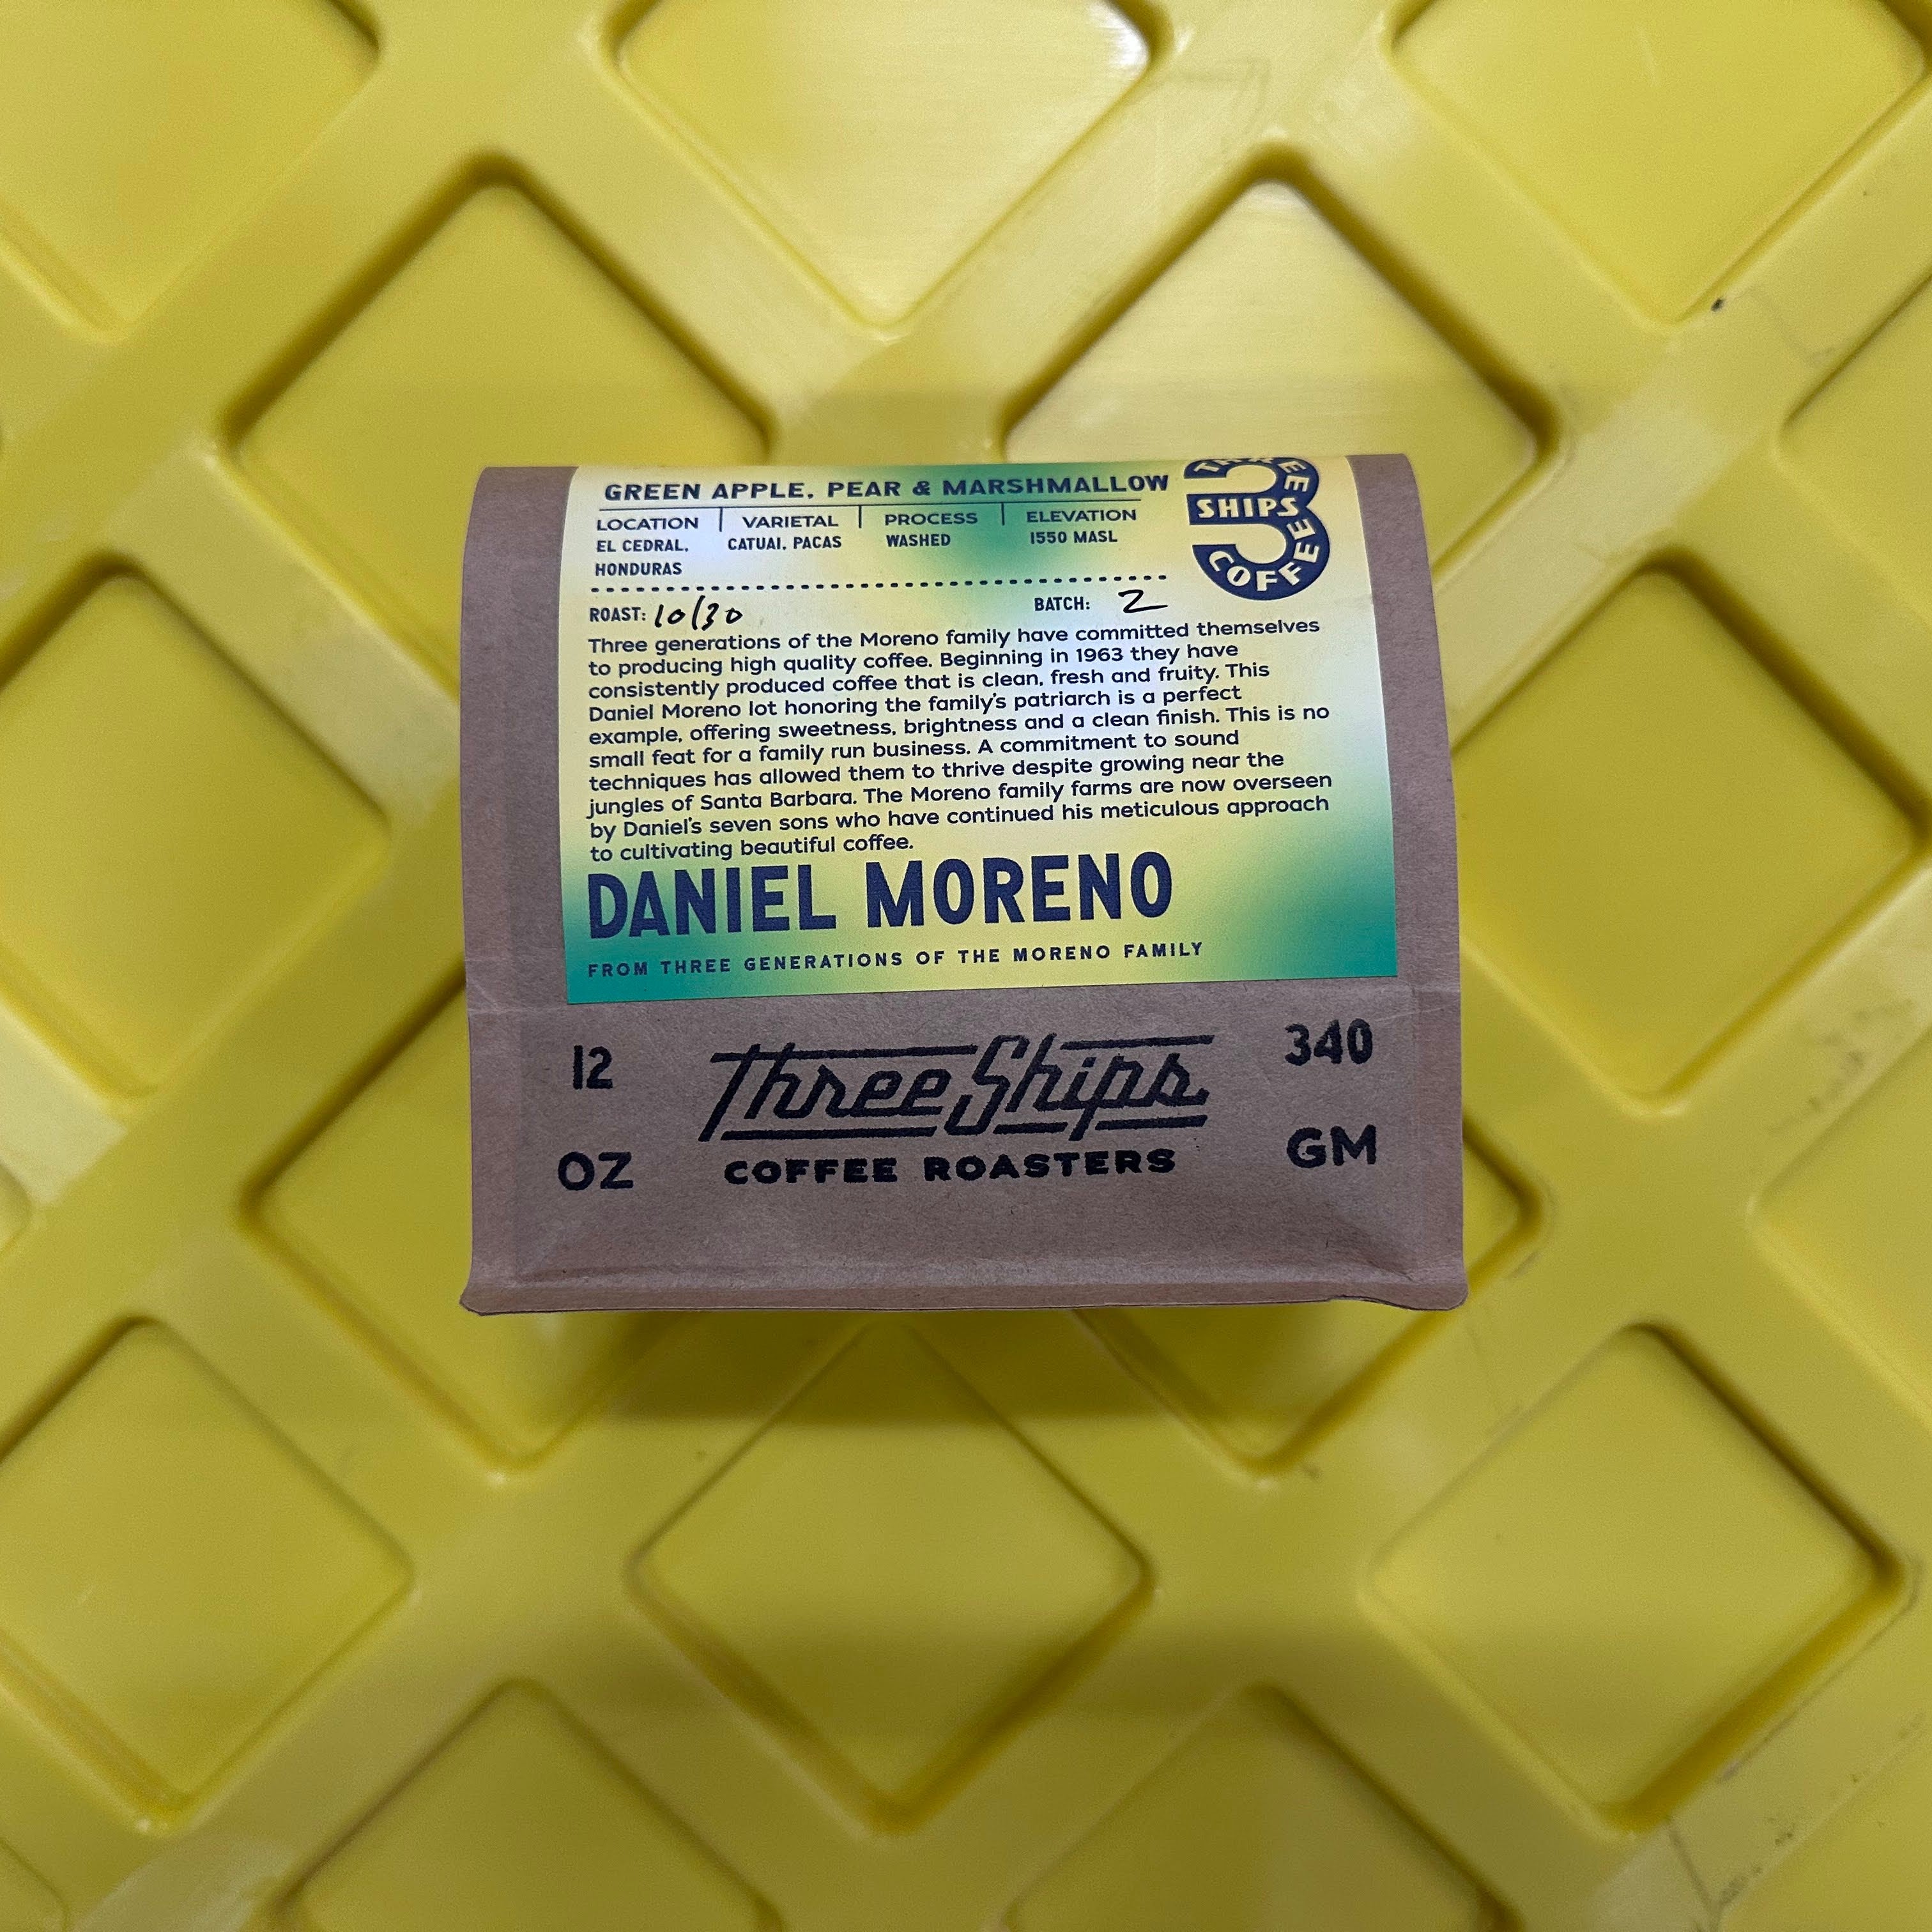 GREEN APPLE, PEAR & MARSHMALLOW
THREE SHIPS COFFEE
LOCATION VARIETAL PROCESS ELEVATION
EL CEDRAL, CATUAI, PACAS WASHED 1550 MASL
HONDURAS
ROAST: 10/30 BATCH: 2
Three generations of the Moreno family have committed themselves
to producing high quality coffee. Beginning in 1963 they have
consistently produced coffee that is clean, fresh and fruity. This
Daniel Moreno lot honoring the family's patriarch is a perfect
example, offering sweetness, brightness and a clean finish. This is no
small feat for a family run business. A commitment to sound
techniques has allowed them to thrive despite growing near the
jungles of Santa Barbara. The Moreno family farms are now overseen
by Daniel's seven sons who have continued his meticulous approach
to cultivating beautiful coffee.
DANIEL MORENO
FROM THREE GENERATIONS OF THE MORENO FAMILY
12 OZ
Three Ships
COFFEE ROASTERS
340 GM